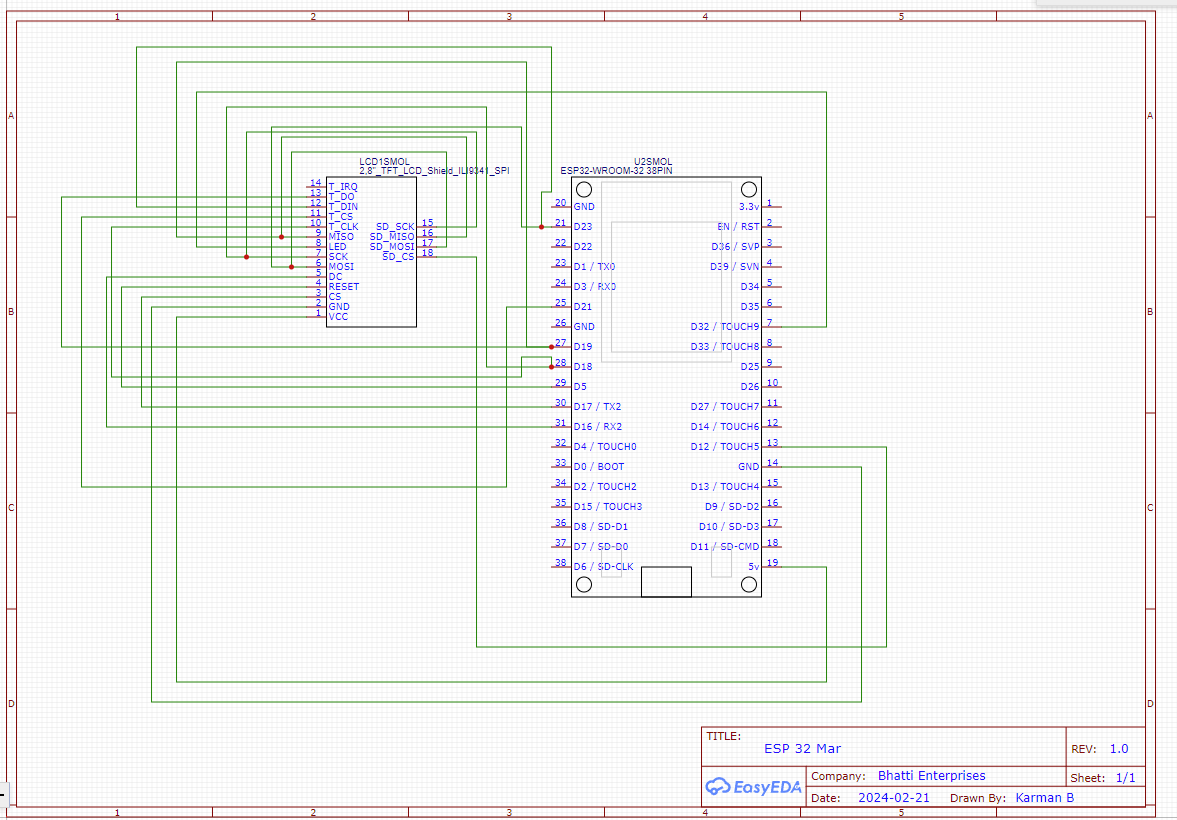 1 2 3 4 5
A A
B B
C C
D D
LCD1SMOL
2,8"_TFT_LCD_Shield_ILI9341_SPI
14 T_IRQ
13 T_DO
12 T_DIN
11 T_CS
10 T_CLK
9 MISO
8 LED
7 SCK
6 MOSI
5 DC
4 RESET
3 CS
2 GND
1 VCC
SD_SCK 15
SD_MISO 16
SD_MOSI 17
SD_CS 18
U2SMOL
ESP32-WROOM-32 38PIN
20 GND 3.3v 1
21 D23 EN / RST 2
22 D22 D36 / SVP 3
23 D1 / TX0 D39 / SVN 4
24 D3 / RX0 D34 5
25 D21 D35 6
26 GND D32 / TOUCH9 7
27 D19 D33 / TOUCH8 8
28 D18 D25 9
29 D5 D26 10
30 D17 / TX2 D27 / TOUCH7 11
31 D16 / RX2 D14 / TOUCH6 12
32 D4 / TOUCH0 D12 / TOUCH5 13
33 D0 / BOOT GND 14
34 D2 / TOUCH2 D13 / TOUCH4 15
35 D15 / TOUCH3 D9 / SD-D2 16
36 D8 / SD-D1 D10 / SD-D3 17
37 D7 / SD-D0 D11 / SD-CMD 18
38 D6 / SD-CLK 5v 19
TITLE:
ESP 32 Mar
REV: 1.0
EasyEDA
Company: Bhatti Enterprises
Sheet: 1/1
Date: 2024-02-21 Drawn By: Karman B
1 2 3 4 5